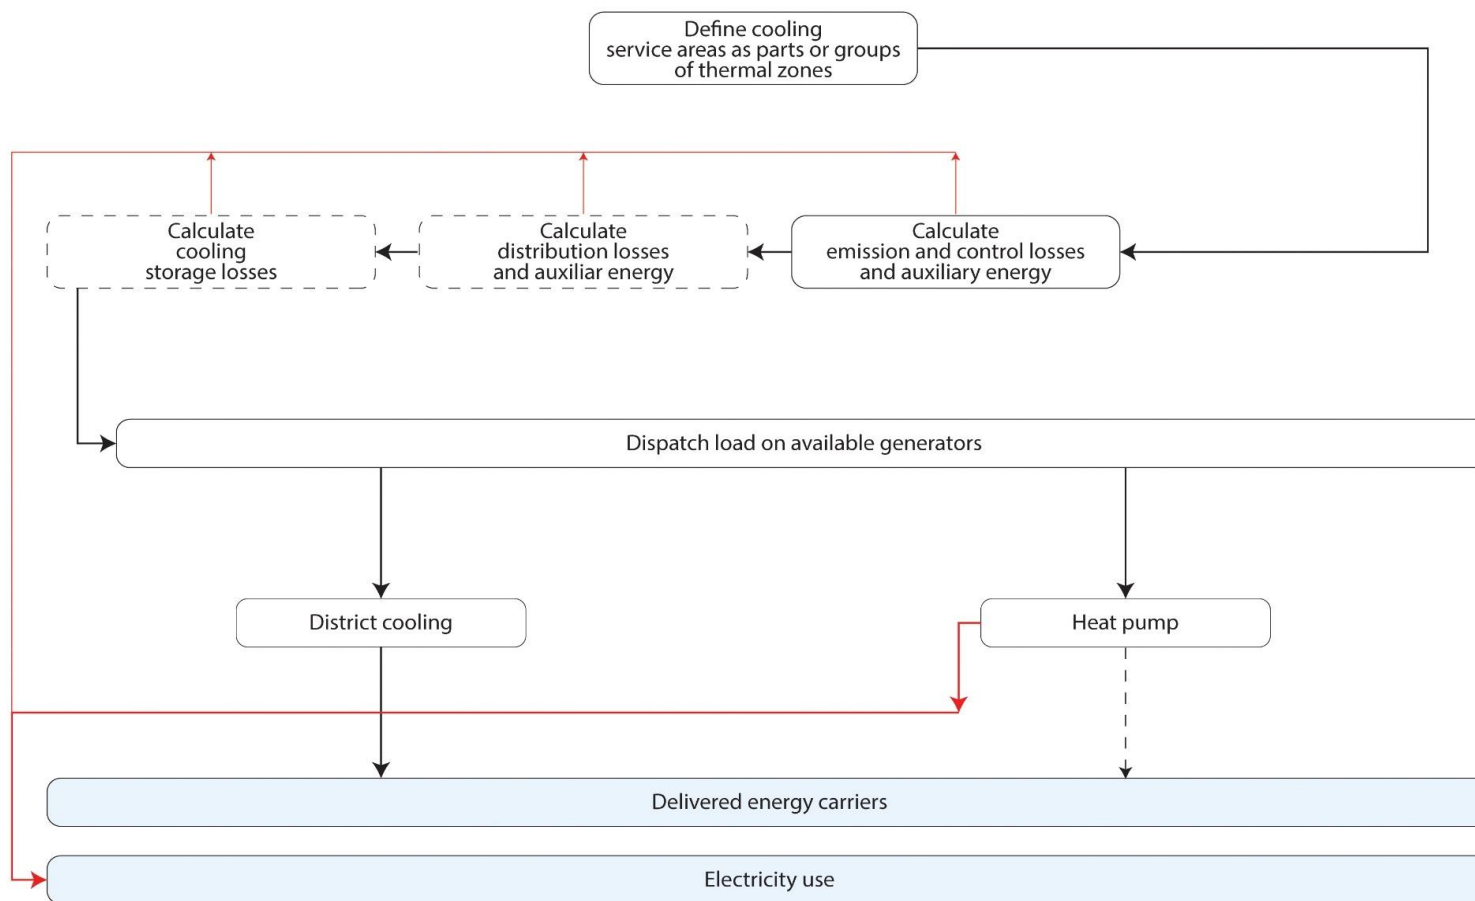 Define cooling
service areas as parts or groups
of thermal zones
Calculate
cooling
storage losses
Calculate
distribution losses
and auxiliar energy
Calculate
emission and control losses
and auxiliary energy
Dispatch load on available generators
District cooling
Heat pump
Delivered energy carriers
Electricity use